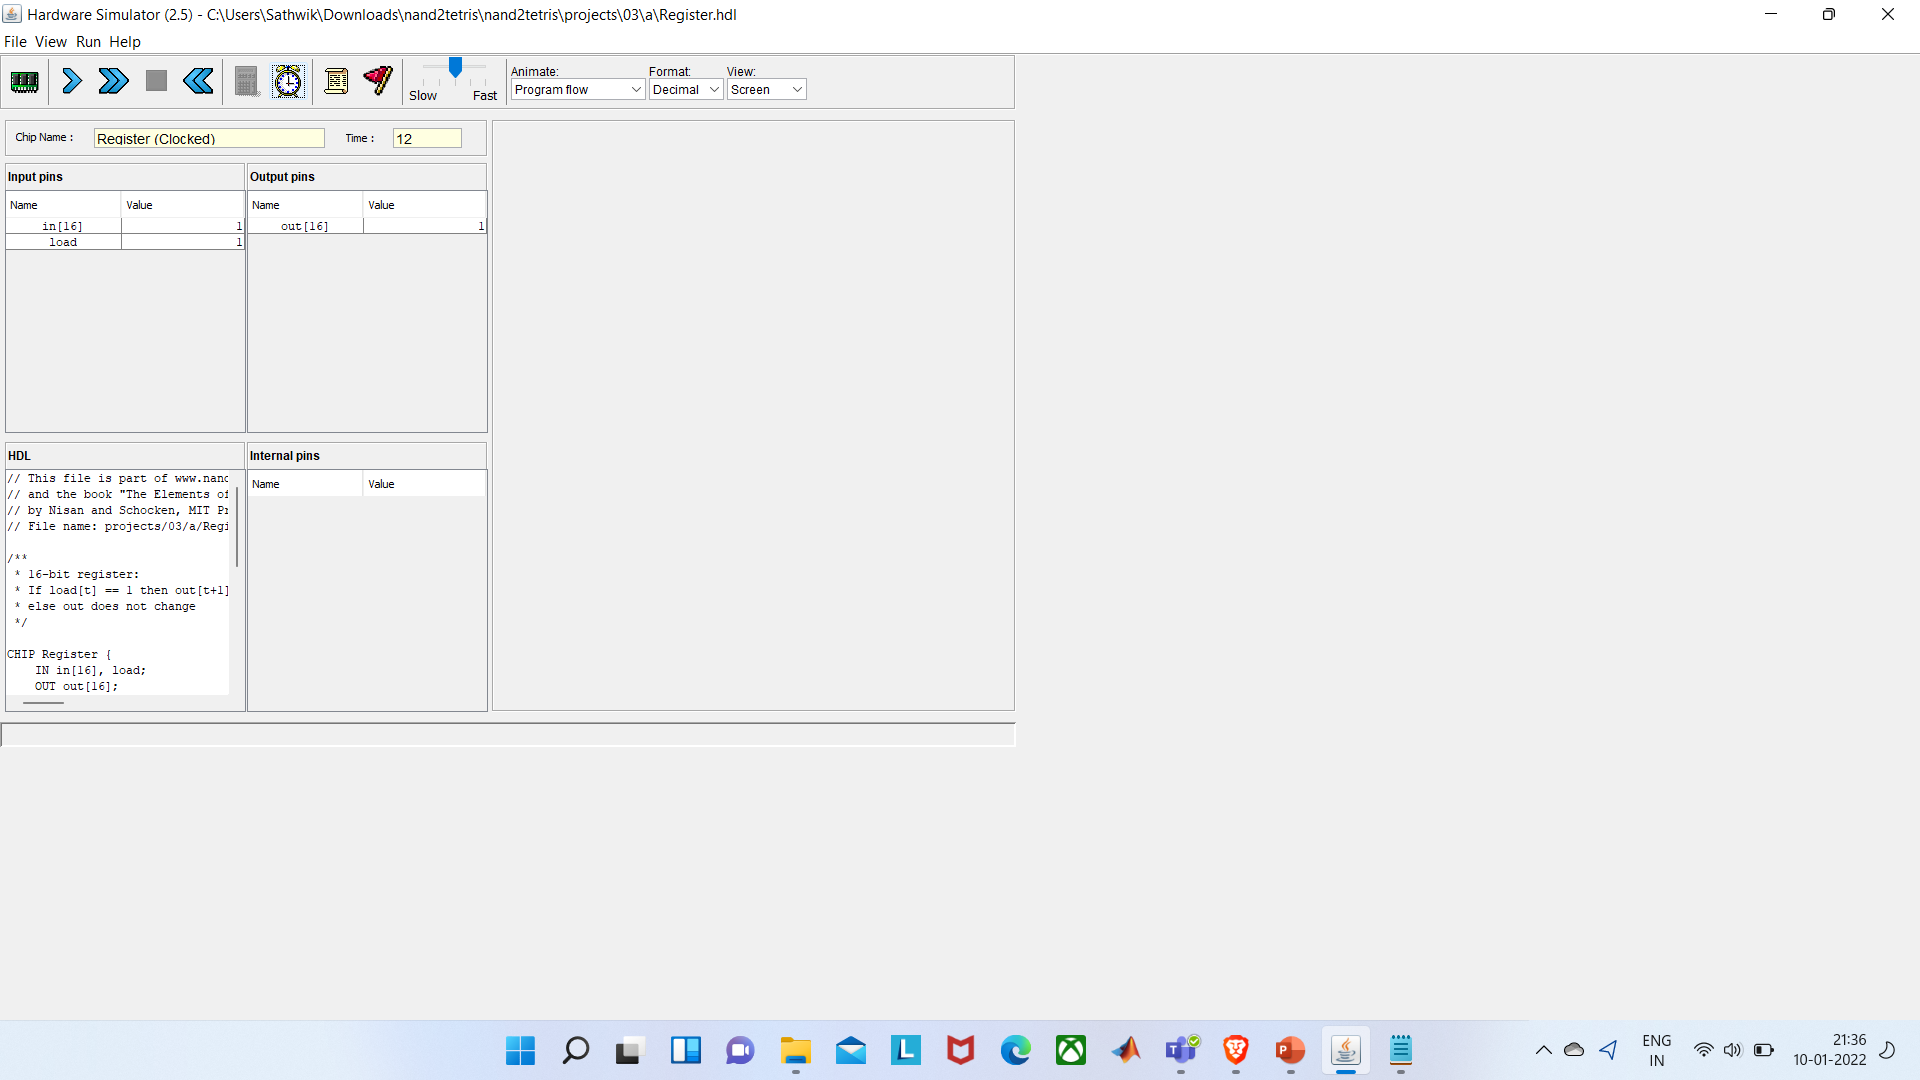 Hardware Simulator (2.5) - C:\Users\Sathwik\Downloads\nand2tetris\nand2tetris\projects\03\a\Register.hdl
File View Run Help
Slow Fast
Animate: Format: View:
Program flow Decimal Screen
Chip Name : Register (Clocked) Time : 12
Input pins
Name Value
in[16] 1
load 1
Output pins
Name Value
out[16] 1
HDL
// This file is part of www.nand
// and the book "The Elements of
// by Nisan and Schocken, MIT Pr
// File name: projects/03/a/Regi
/**
* 16-bit register:
* If load[t] == 1 then out[t+1]
* else out does not change
*/
CHIP Register {
IN in[16], load;
OUT out[16];
Internal pins
Name Value
ENG
IN
21:36
10-01-2022